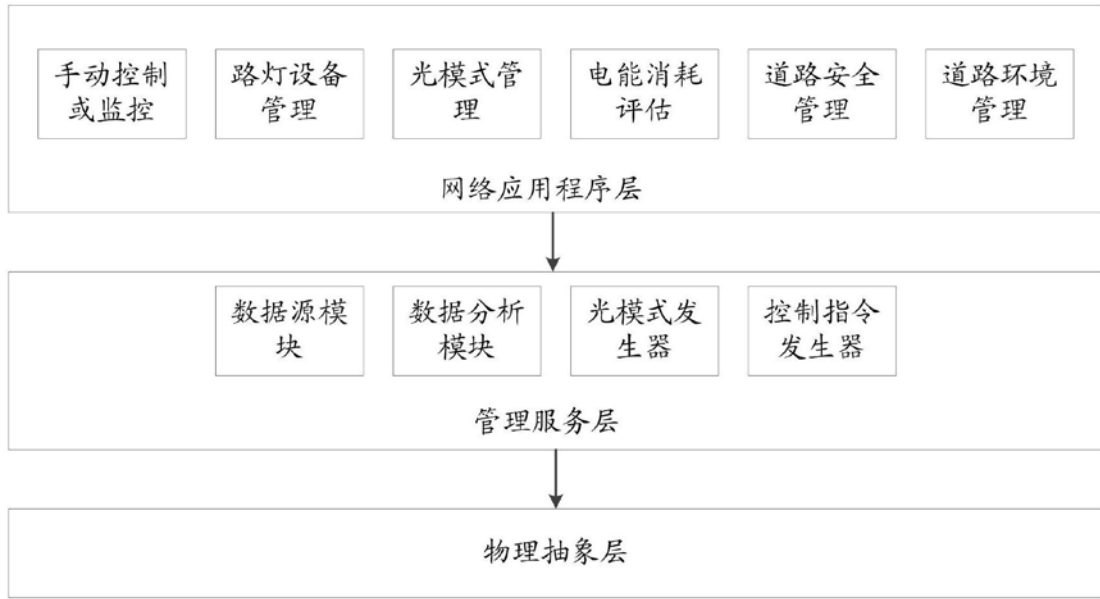 手动控制
或监控
路灯设备
管理
光模式管
理
电能消耗
评估
道路安全
管理
道路环境
管理
网络应用程序层
数据源模
块
数据分析
模块
光模式发
生器
控制指令
发生器
管理服务层
物理抽象层